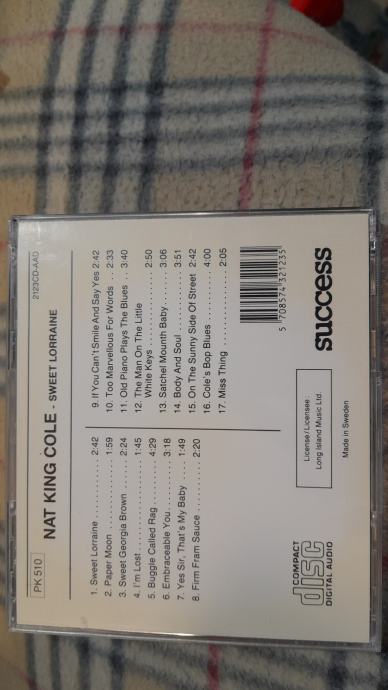 PK 510
2123CD-AAD
NAT KING COLE - SWEET LORRAINE
1. Sweet Lorraine .......... 2:42
2. Paper Moon .......... 1:59
3. Sweet Georgia Brown ..... 2:24
4. I'm Lost .......... 1:45
5. Buggle Called Rag ........ 4:29
6. Embraceable You ......... 3:18
7. Yes Sir, That's My Baby .... 1:49
8. Firm Fram Sauce ......... 2:20
9. If You Can't Smile And Say Yes 2:42
10. Too Marvellous For Words .. 2:33
11. Old Piano Plays The Blues ... 3:40
12. The Man On The Little
White Keys .......... 2:50
13. Satchel Mounth Baby ....... 3:06
14. Body And Soul .......... 3:51
15. On The Sunny Side Of Street 2:42
16. Cole's Bop Blues .......... 4:00
17. Miss Thing .......... 2:05
COMPACT
disc
DIGITAL AUDIO
License/Licensee:
Long Island Music Ltd.
Made in Sweden
5 708574 321235
success